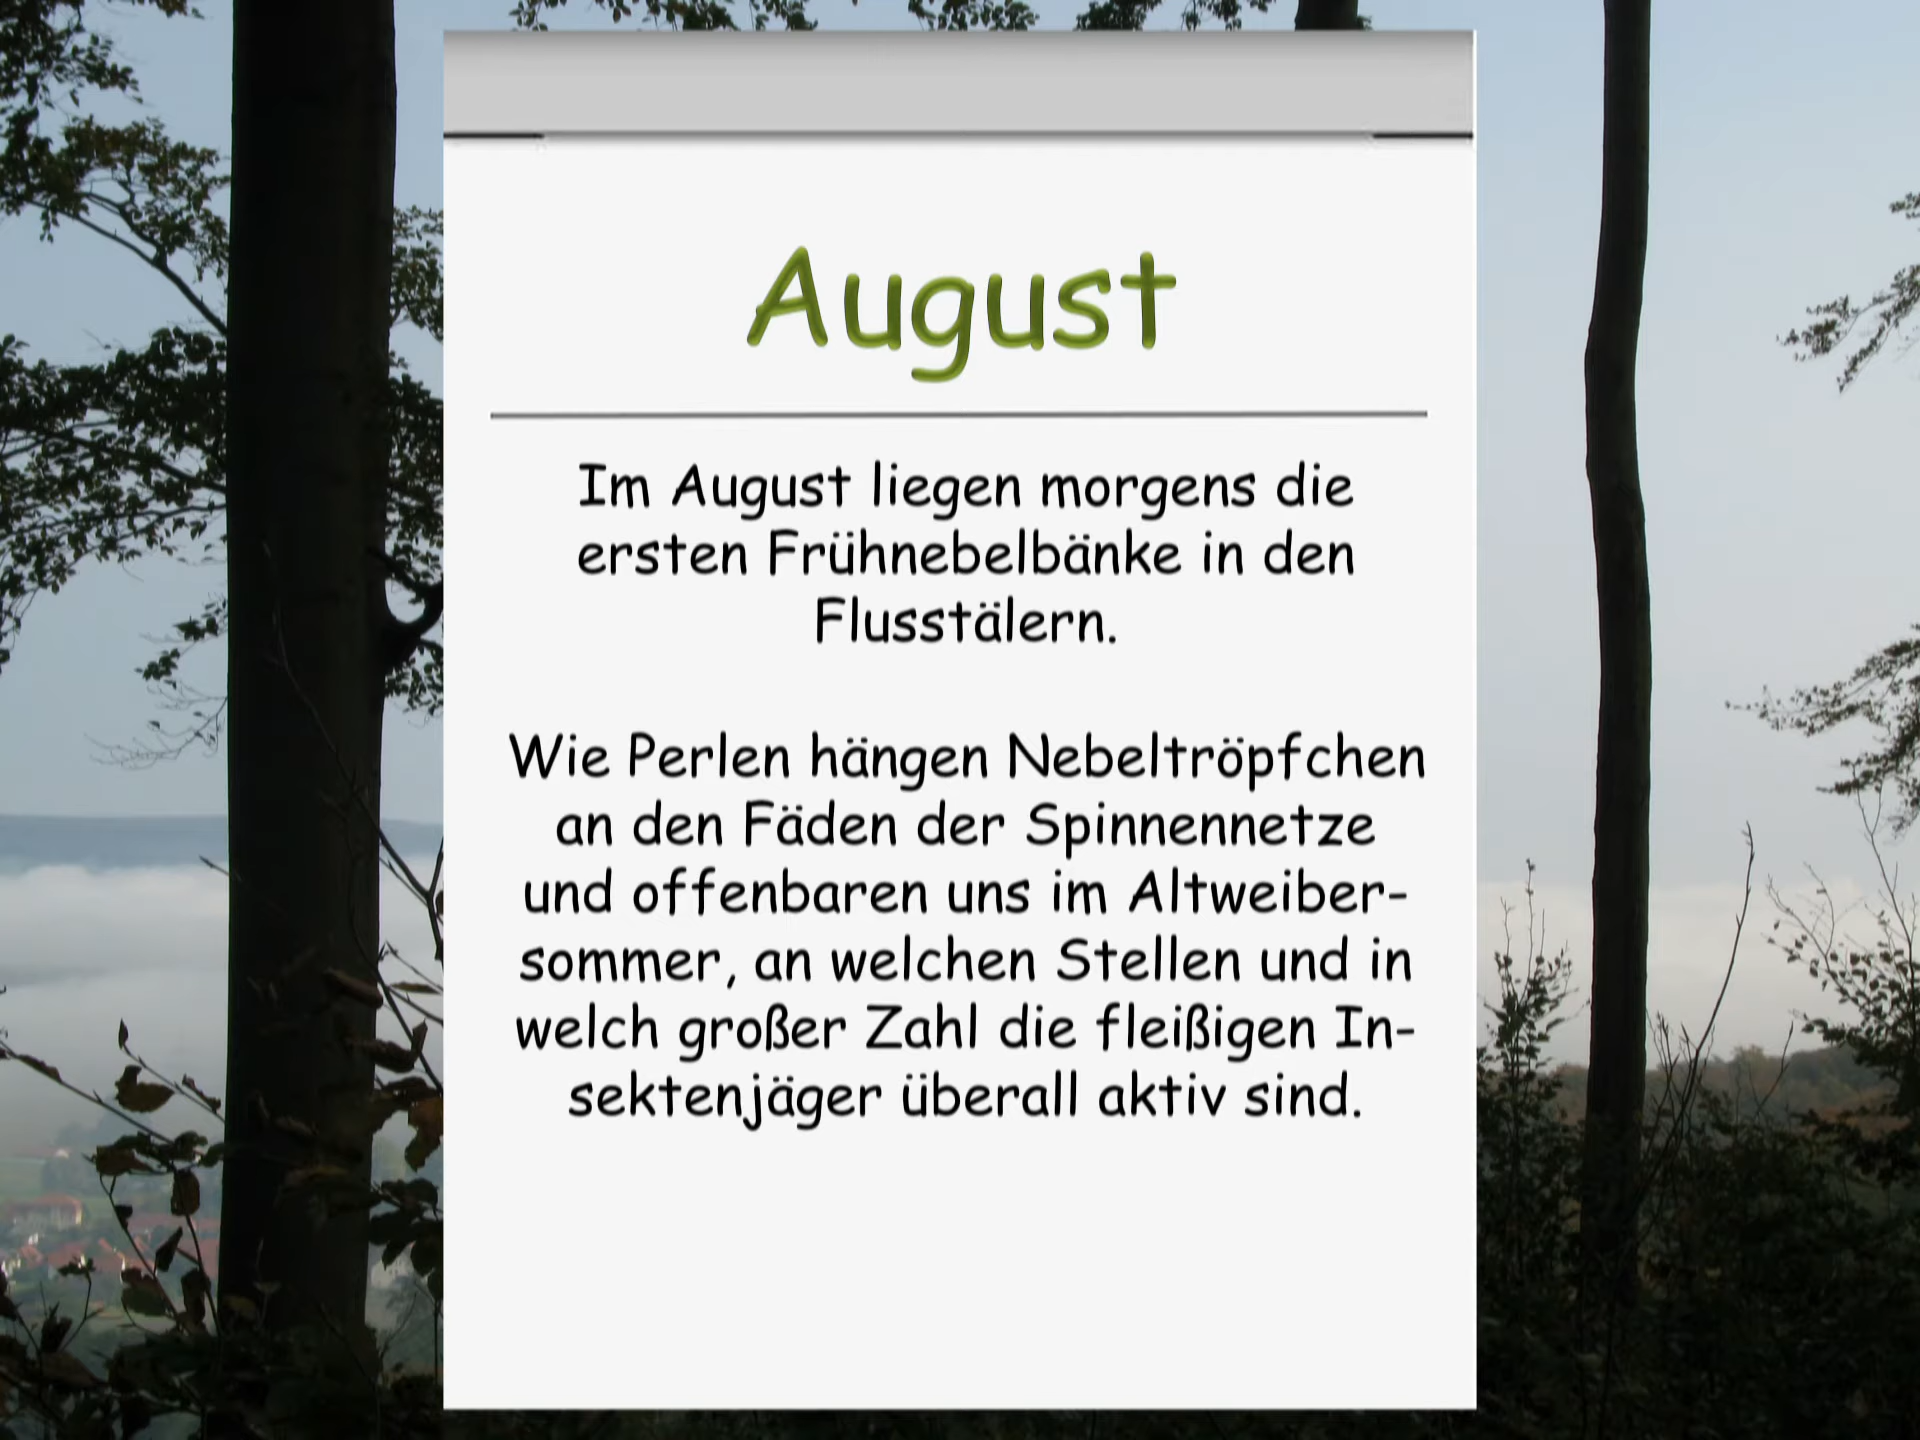 August
Im August liegen morgens die
ersten Frühnebelbänke in den
Flusstälern.
Wie Perlen hängen Nebeltröpfchen
an den Fäden der Spinnennetze
und offenbaren uns im Altweiber-
sommer, an welchen Stellen und in
welch großer Zahl die fleißigen In-
sektenjäger überall aktiv sind.